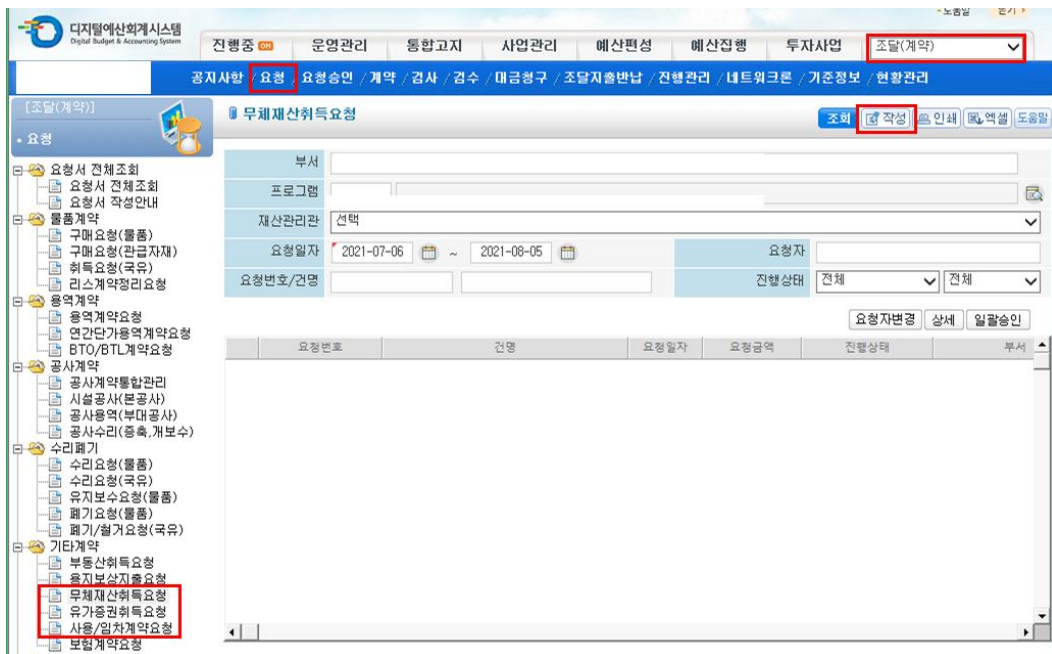 도움말 닫기
디지털예산회계시스템
Digital Budget & Accounting System
진행중 ON 운영관리 통합고지 사업관리 예산편성 예산집행 투자사업 조달(계약)
공지사항 / 요청 / 요청승인 / 계약 / 검사 / 검수 / 대금청구 / 조달지출반납 / 진행관리 / 네트워크론 / 기준정보 / 현황관리
[조달(계약)]
• 요청
요청서 전체조회
요청서 전체조회
요청서 작성안내
물품계약
구매요청(물품)
구매요청(관급자재)
취득요청(국유)
리스계약정리요청
용역계약
용역계약요청
연간단가용역계약요청
BTO/BTL계약요청
공사계약
공사계약통합관리
시설공사(본공사)
공사용역(부대공사)
공사수리(증축,개보수)
수리폐기
수리요청(물품)
수리요청(국유)
유지보수요청(물품)
폐기요청(물품)
폐기/철거요청(국유)
기타계약
부동산취득요청
용지보상지출요청
무체재산취득요청
유가증권취득요청
사용/임차계약요청
보험계약요청
무체재산취득요청
조회 작성 인쇄 엑셀 도움말
부서
프로그램
재산관리관 선택
요청일자 2021-07-06 ~ 2021-08-05 요청자
요청번호/건명 진행상태 전체 전체
요청자변경 상세 일괄승인
요청번호 건명 요청일자 요청금액 진행상태 부서